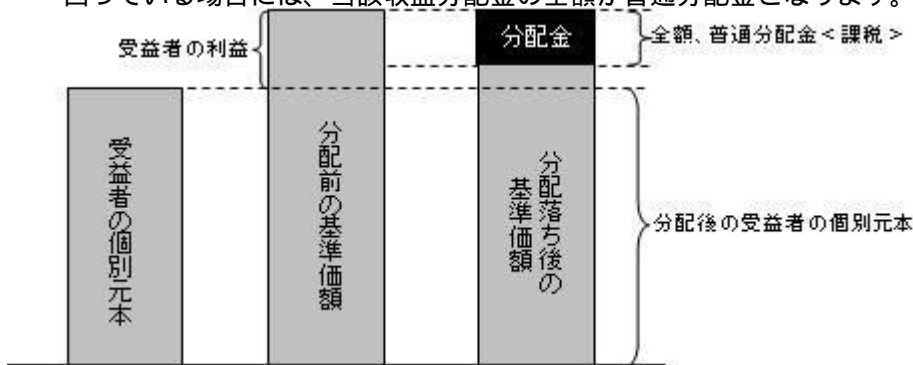 回っている場合には、当該収益分配金の全額が普通分配金となります。
受益者の利益
分配金
全額、普通分配金<課税>
受益者の個別元本
分配前の基準価額
分配落ち後の
基準価額
分配後の受益者の個別元本